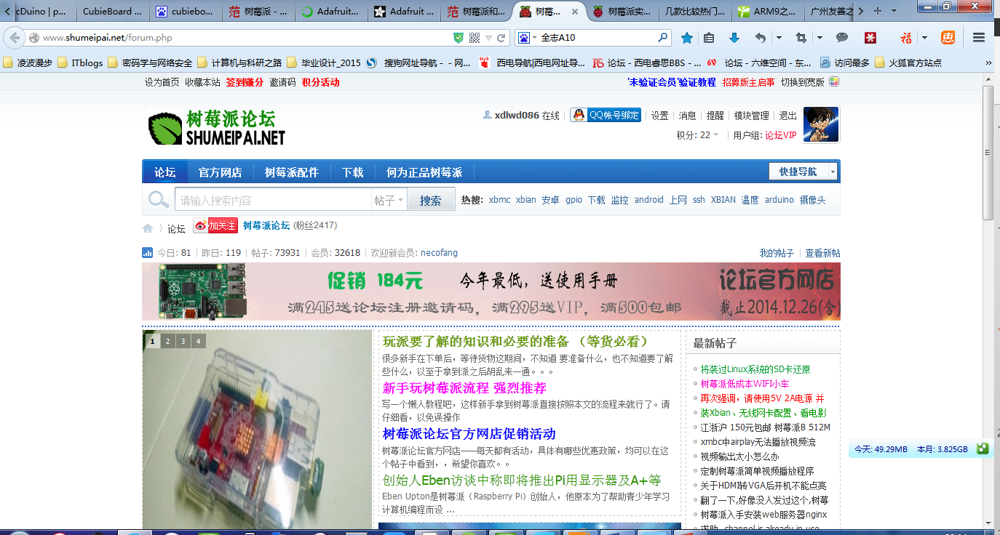 cDuino | p...
CubieBoard ...
cubiebo...
树莓派 - ...
Adafruit...
Adafruit ...
树莓派和...
树莓...
树莓派实...
几款比较热门...
ARM9之...
广州友善之
www.shumeipai.net/forum.php
全志A10
凌波漫步
ITblogs
密码学与网络安全
计算机与科研之路
毕业设计_2015
搜狗网址导航 - - 网...
西电导航|西电网址导...
论坛 - 西电睿思BBS - ...
论坛 - 六维空间 - 东...
访问最多
火狐官方站点
设为首页 收藏本站 签到赚分 邀请码 积分活动
'未验证会员'验证教程 招募版主启事 切换到宽版
树莓派论坛
SHUMEIPAI.NET
xdlwd086 在线 | QQ帐号绑定 | 设置 | 消息 | 提醒 | 模块管理 | 退出
积分: 22 | 用户组: 论坛VIP
论坛 官方网店 树莓派配件 下载 何为正品树莓派 快捷导航
请输入搜索内容 帖子 搜索 热搜: xbmc xbian 安卓 gpio 下载 监控 android 上网 ssh XBIAN 温度 arduino 摄像头
论坛 加关注 树莓派论坛 (粉丝2417)
今日: 81 | 昨日: 119 | 帖子: 73931 | 会员: 32618 | 欢迎新会员: necofang
我的帖子 | 查看新帖
促销 184元 今年最低，送使用手册 论坛官方网店
满245送论坛注册邀请码，满295送VIP，满500包邮 截止2014.12.26(含)
1 2 3 4
玩派要了解的知识和必要的准备 （等货必看）
很多新手在下单后，等待货物这期间，不知道 要准备什么，也不知道要了解
些什么，以至于拿到派之后胡乱来一通。。。
新手玩树莓派流程 强烈推荐
写一个懒人教程吧，这样新手拿到树莓派直接按照本文的流程来就行了。请
仔细看，以免误操作
树莓派论坛官方网店促销活动
树莓派论坛官方网店——每天都有活动，具体有哪些优惠政策，均可以在这
个帖子中看到，，希望你喜欢。。
创始人Eben访谈中称即将推出Pi用显示器及A+等
Eben Upton是树莓派（Raspberry Pi）创始人，他原本为了帮助青少年学习
计算机编程而设 ...
最新帖子
将装过Linux系统的SD卡还原
树莓派低成本WIFI小车
再次强调，请使用5V 2A电源 并
装Xbian、无线网卡配置、看电影
江浙沪 150元包邮 树莓派B 512M
xmbc中airplay无法播放视频流
视频输出太小怎么办
定制树莓派简单视频播放程序
关于HDMI转VGA后开机不能点亮
翻了一下,好像没人发过这个,树莓
树莓派入手安装web服务器nginx
求助...channel is already in use
今天: 49.29MB 本月: 3.825GB